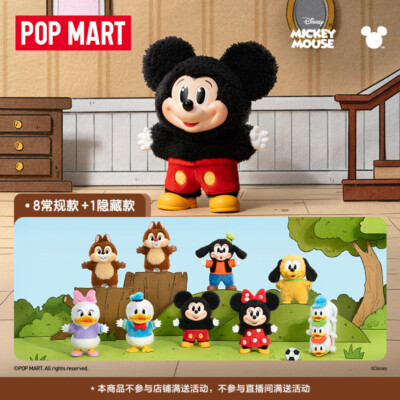 POP MART
Disney
MICKEY
MOUSE
• 8常规款+1隐藏款
©POP MART. All rights reserved.
©Disney
• 本商品不参与店铺满送活动，不参与直播间满送活动 •